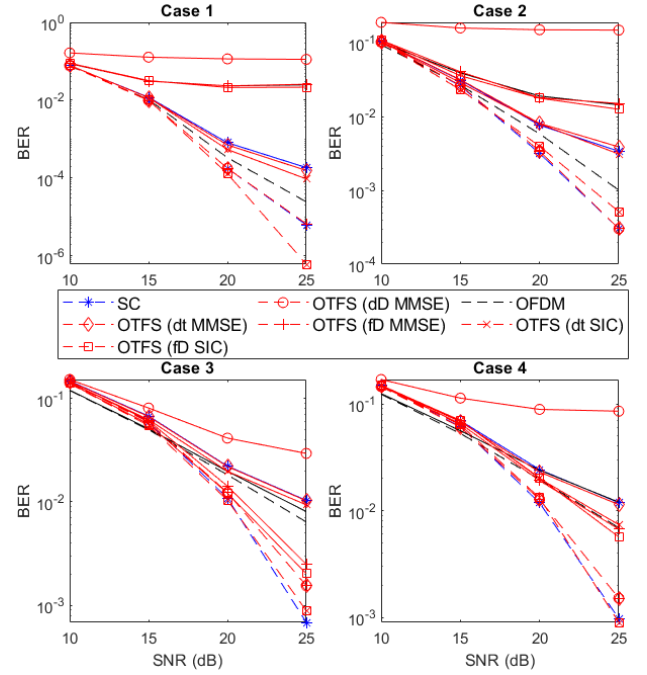 Case 1
Case 2
10^0
10^-2
10^-4
10^-6
BER
10 15 20 25
10^-1
10^-2
10^-3
10^-4
BER
10 15 20 25
SC
OTFS (dD MMSE)
OFDM
OTFS (dt MMSE)
OTFS (fD MMSE)
OTFS (dt SIC)
OTFS (fD SIC)
Case 3
Case 4
10^-1
10^-2
10^-3
BER
10 15 20 25
SNR (dB)
10^-1
10^-2
10^-3
BER
10 15 20 25
SNR (dB)